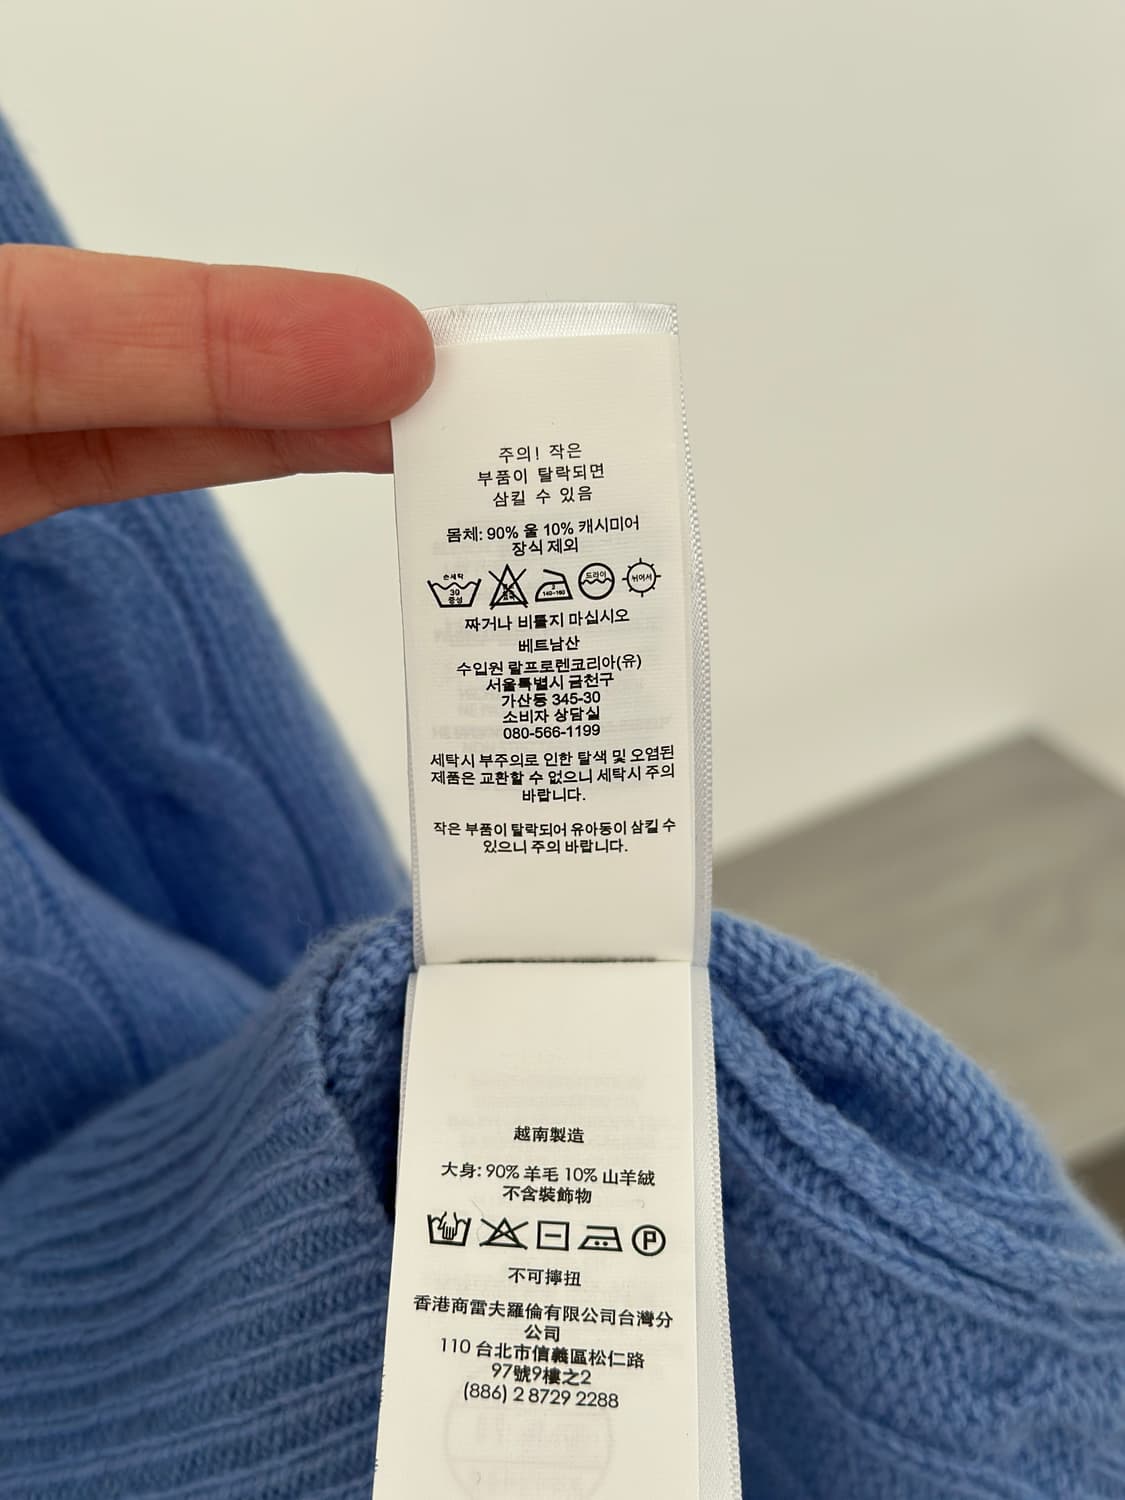 주의! 작은
부품이 탈락되면
삼킬 수 있음
몸체: 90% 울 10% 캐시미어
장식 제외
손세탁
30
중성
3
140~160
드라이
뉘어서
짜거나 비틀지 마십시오
베트남산
수입원 랄프로렌코리아(유)
서울특별시 금천구
가산동 345-30
소비자 상담실
080-566-1199
세탁시 부주의로 인한 탈색 및 오염된
제품은 교환할 수 없으니 세탁시 주의
바랍니다.
작은 부품이 탈락되어 유아동이 삼킬 수
있으니 주의 바랍니다.
越南製造
大身: 90% 羊毛 10% 山羊絨
不含裝飾物
P
不可擰扭
香港商雷夫羅倫有限公司台灣分
公司
110 台北市信義區松仁路
97號9樓之2
(886) 2 8729 2288